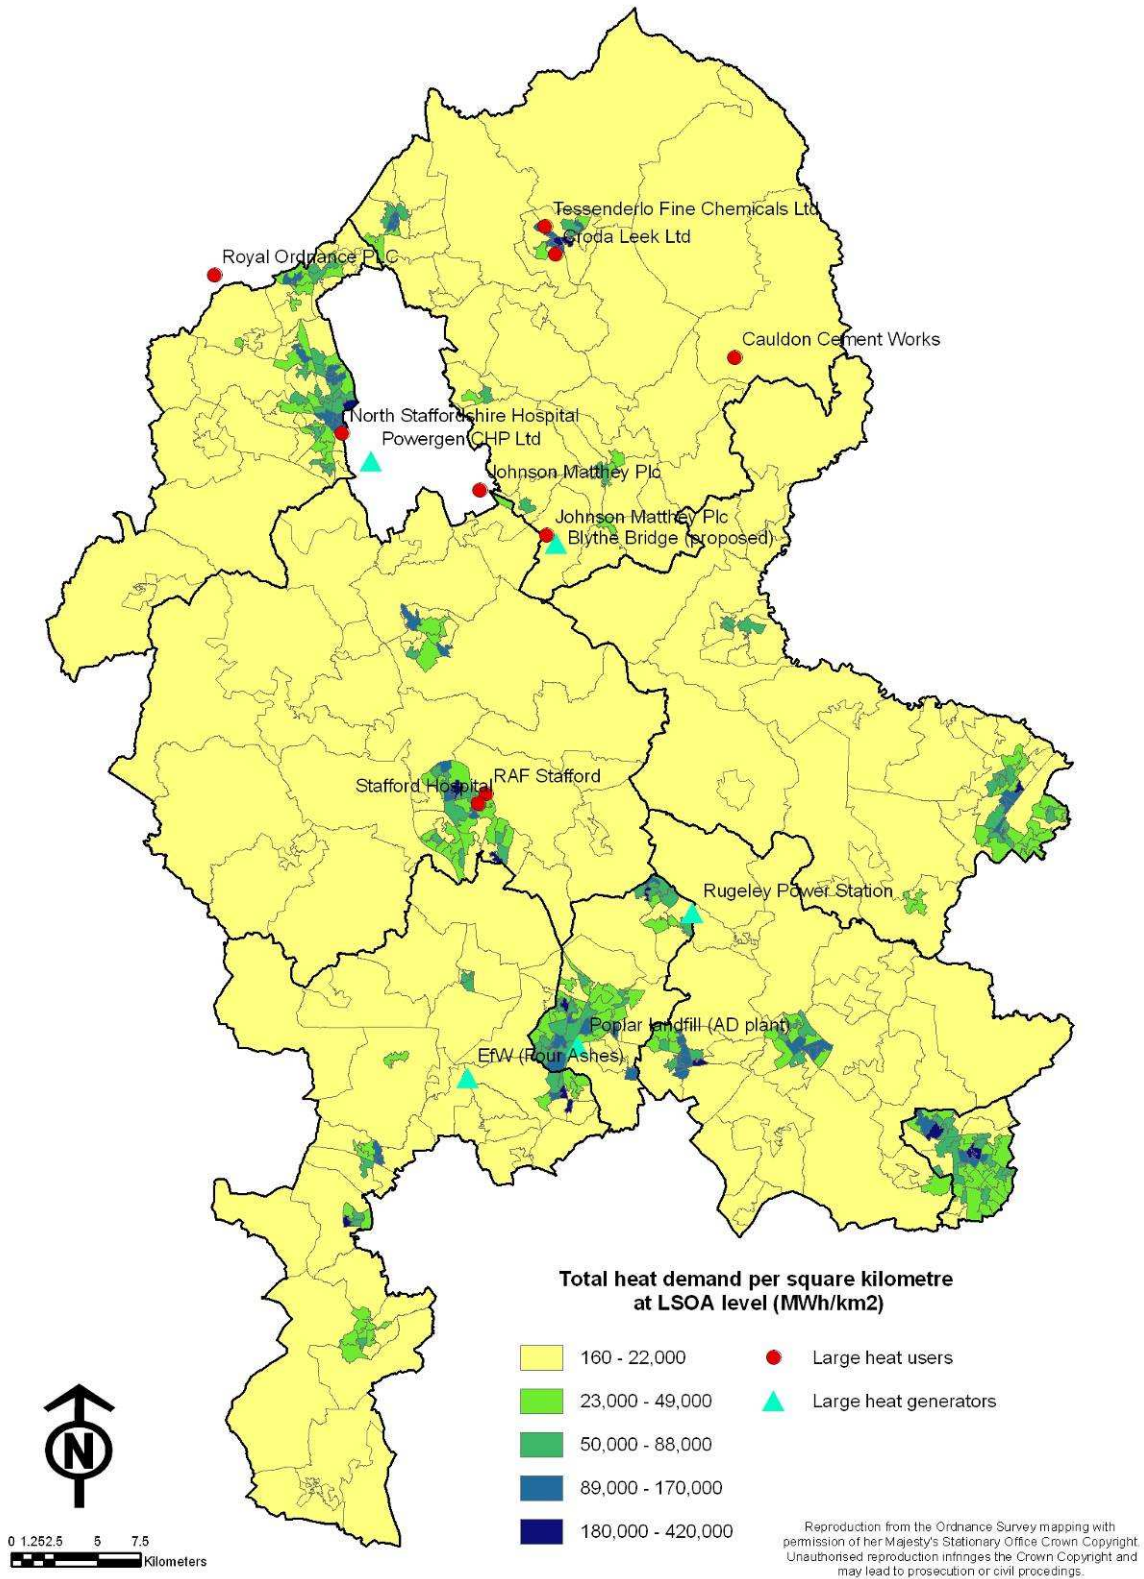 Tessenderlo Fine Chemicals Ltd
Croda Leek Ltd
Royal Ordnance PLC
Cauldon Cement Works
North Staffordshire Hospital
Powergen CHP Ltd
Johnson Matthey Plc
Johnson Matthey Plc
Blythe Bridge (proposed)
RAF Stafford
Stafford Hospital
Rugeley Power Station
Poplar landfill (AD plant)
EfW (Four Ashes)
Total heat demand per square kilometre
at LSOA level (MWh/km2)
160 - 22,000
Large heat users
23,000 - 49,000
Large heat generators
50,000 - 88,000
89,000 - 170,000
180,000 - 420,000
N
0 1.252.5 5 7.5
Kilometers
Reproduction from the Ordnance Survey mapping with
permission of her Majesty's Stationary Office Crown Copyright.
Unauthorised reproduction infringes the Crown Copyright and
may lead to prosecution or civil procedings.